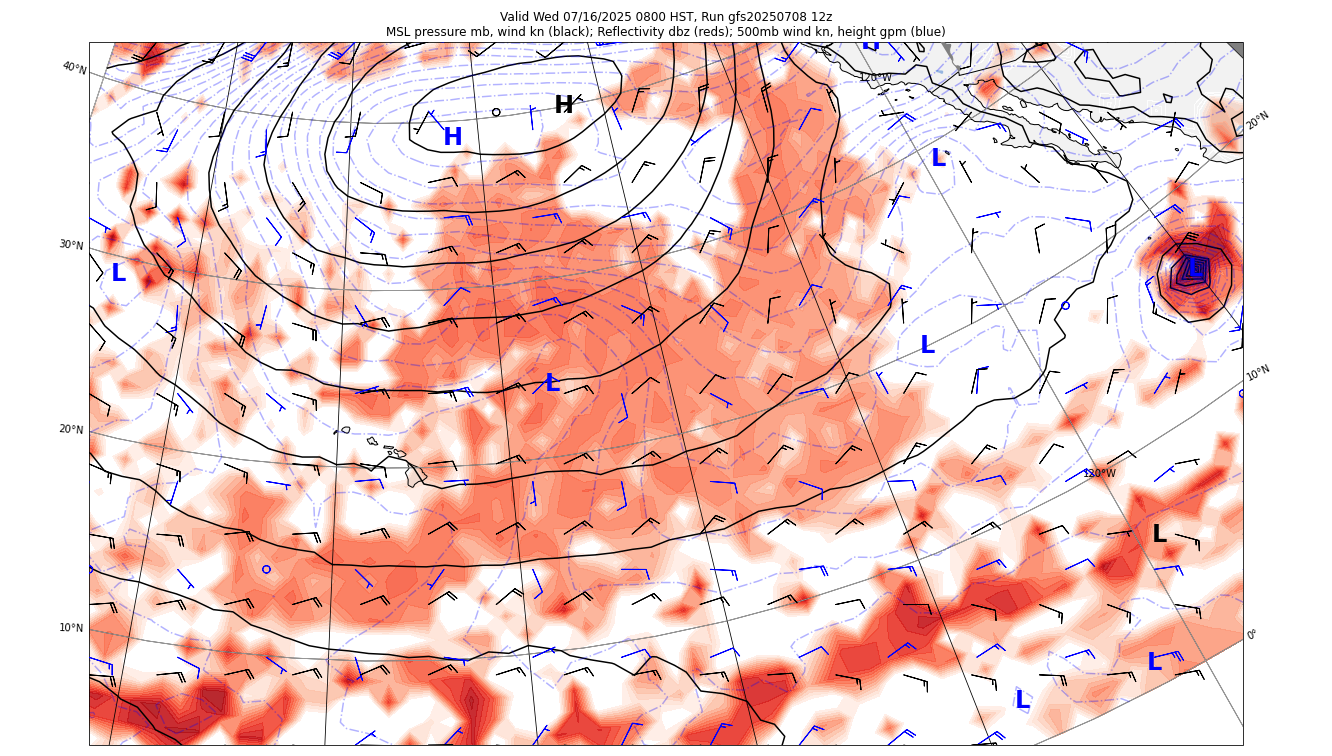 Valid Wed 07/16/2025 0800 HST, Run gfs20250708 12z
MSL pressure mb, wind kn (black); Reflectivity dbz (reds); 500mb wind kn, height gpm (blue)
H
40°N
120°W
H
H
20°N
L
30°N
L
L
10°N
L
20°N
120°W
L
10°N
0°
L
L